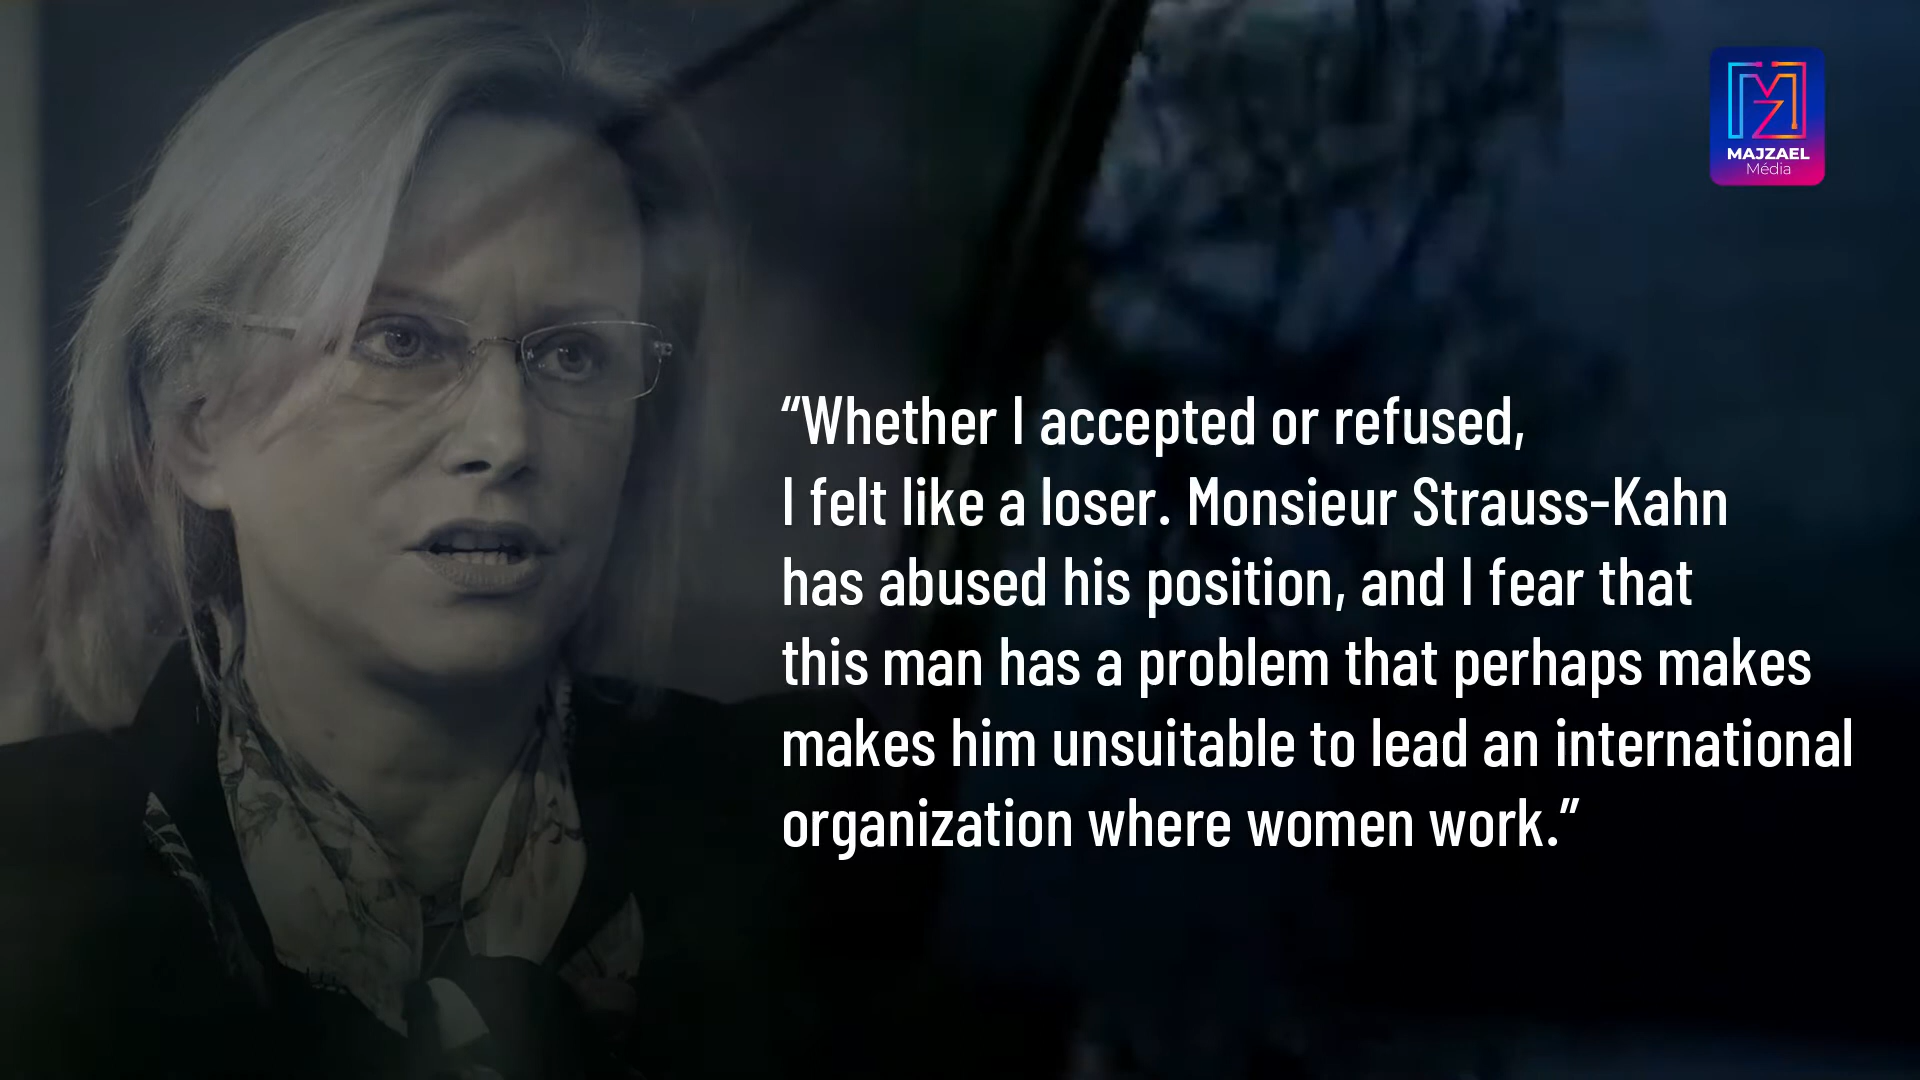 MAJZAEL
Média
“Whether I accepted or refused,
I felt like a loser. Monsieur Strauss-Kahn
has abused his position, and I fear that
this man has a problem that perhaps makes
makes him unsuitable to lead an international
organization where women work.”